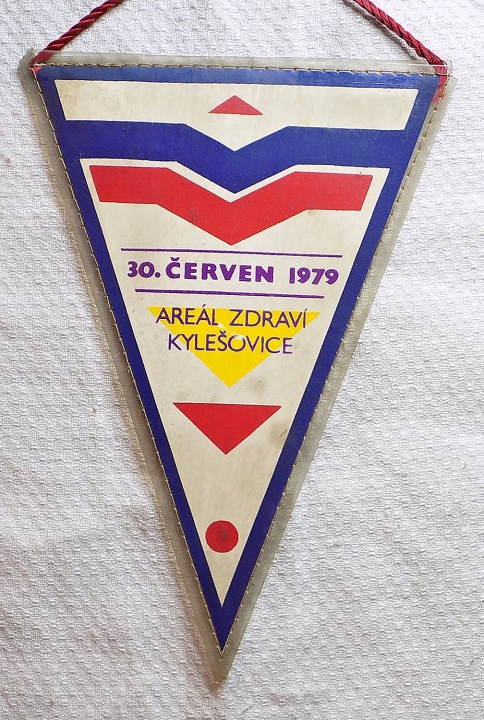 30. ČERVEN 1979
AREÁL ZDRAVÍ
KYLEŠOVICE